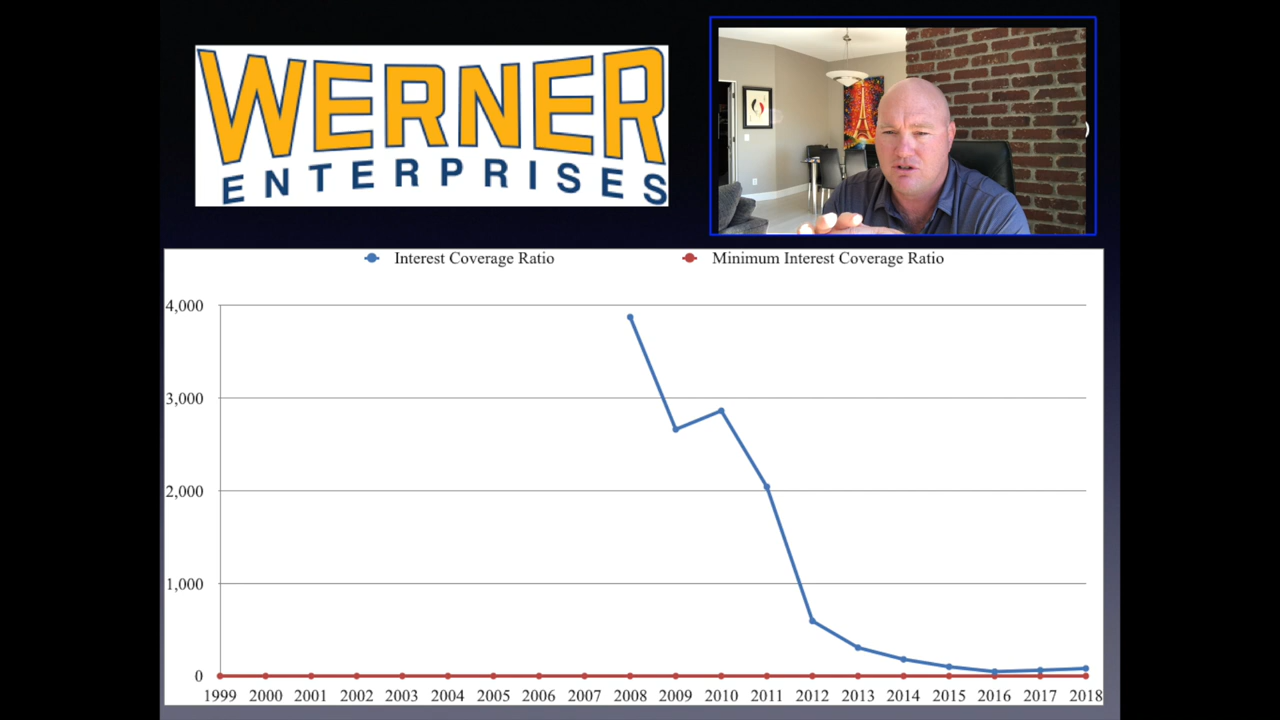 WERNER
ENTERPRISES
Interest Coverage Ratio Minimum Interest Coverage Ratio
4,000
3,000
2,000
1,000
0
1999 2000 2001 2002 2003 2004 2005 2006 2007 2008 2009 2010 2011 2012 2013 2014 2015 2016 2017 2018